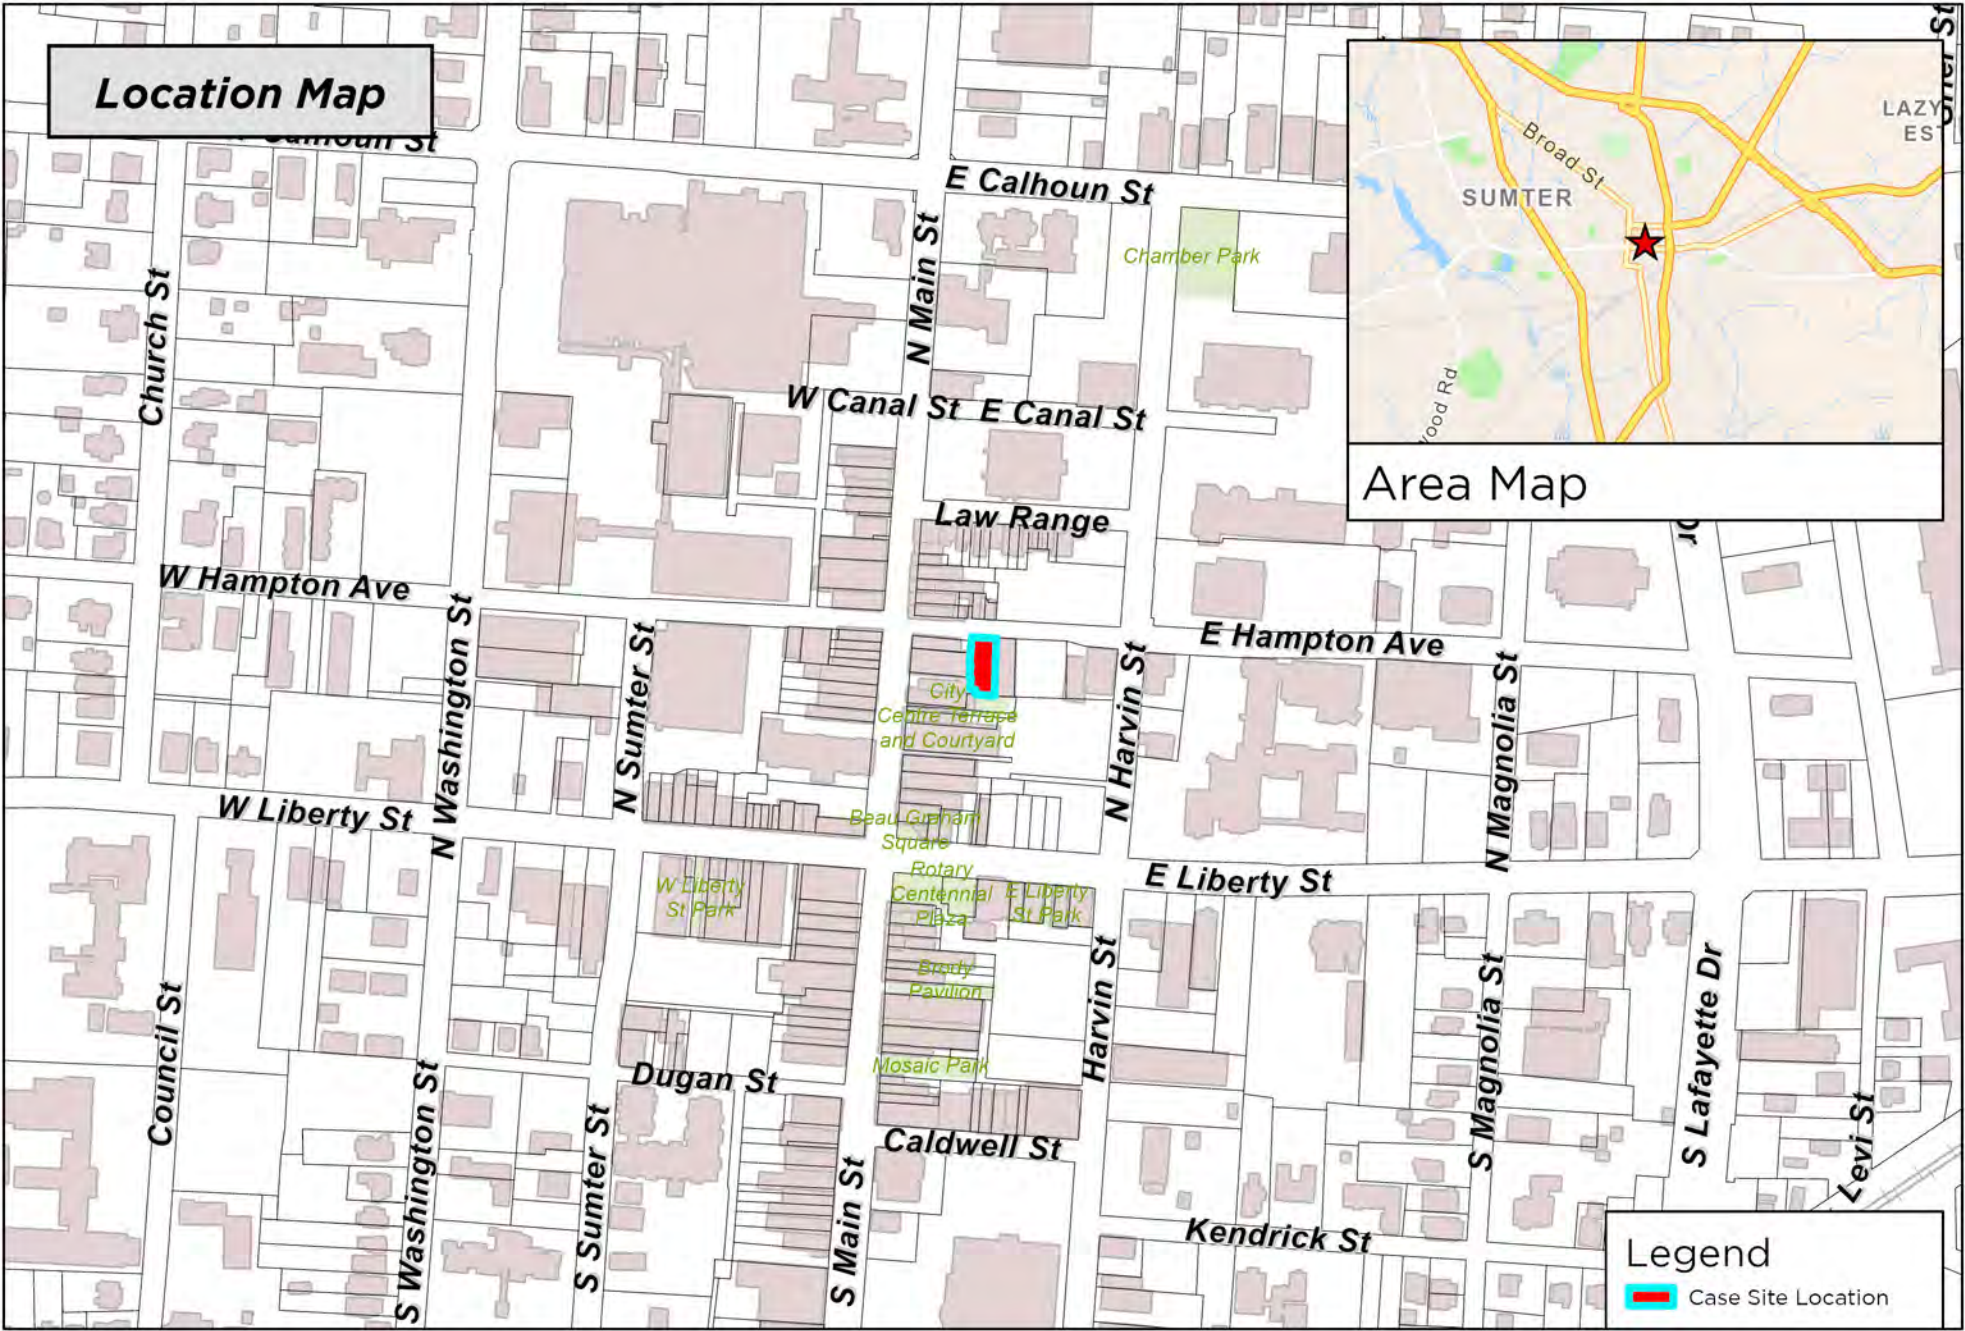 Location Map
Calhoun St
E Calhoun St
Chamber Park
N Main St
Church St
W Canal St
E Canal St
Law Range
W Hampton Ave
E Hampton Ave
N Washington St
N Sumter St
N Harvin St
N Magnolia St
City
Centre Terrace
and Courtyard
W Liberty St
Beau Graham
Square
Rotary
Centennial
Plaza
E Liberty
St Park
W Liberty
St Park
E Liberty St
Brody
Pavilion
Mosaic Park
Council St
S Washington St
Dugan St
S Sumter St
Caldwell St
S Main St
Harvin St
Kendrick St
S Magnolia St
S Lafayette Dr
Levi St
Broad St
SUMTER
LAZY
ES
wood Rd
Area Map
Legend
Case Site Location